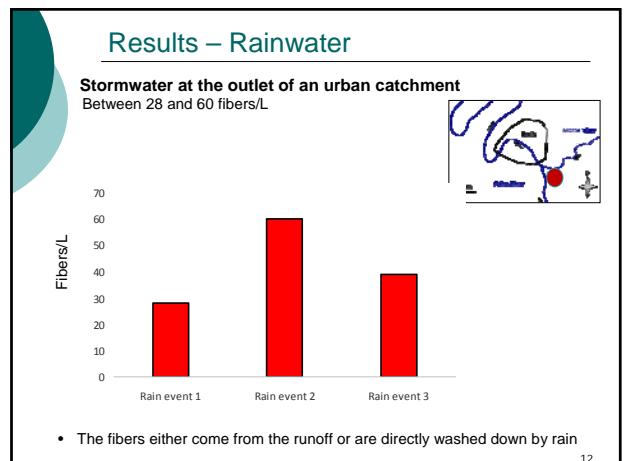 Results – Rainwater
Stormwater at the outlet of an urban catchment
Between 28 and 60 fibers/L
70
60
50
40
30
20
10
0
Fibers/L
Rain event 1 Rain event 2 Rain event 3
• The fibers either come from the runoff or are directly washed down by rain
12